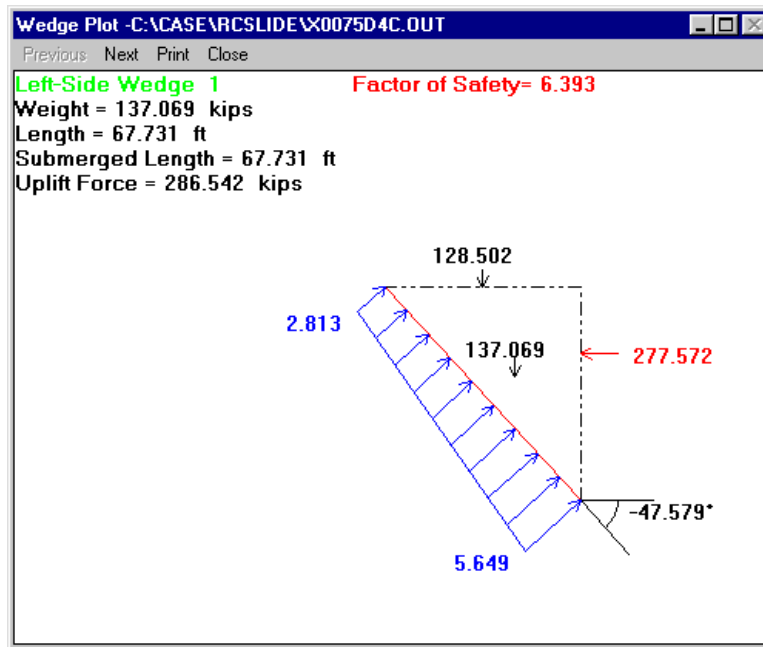 Wedge Plot -C:\CASE\RCSLIDE\X0075D4C.OUT
Previous Next Print Close
Left-Side Wedge 1 Factor of Safety= 6.393
Weight = 137.069 kips
Length = 67.731 ft
Submerged Length = 67.731 ft
Uplift Force = 286.542 kips
128.502
2.813
137.069
277.572
-47.579°
5.649